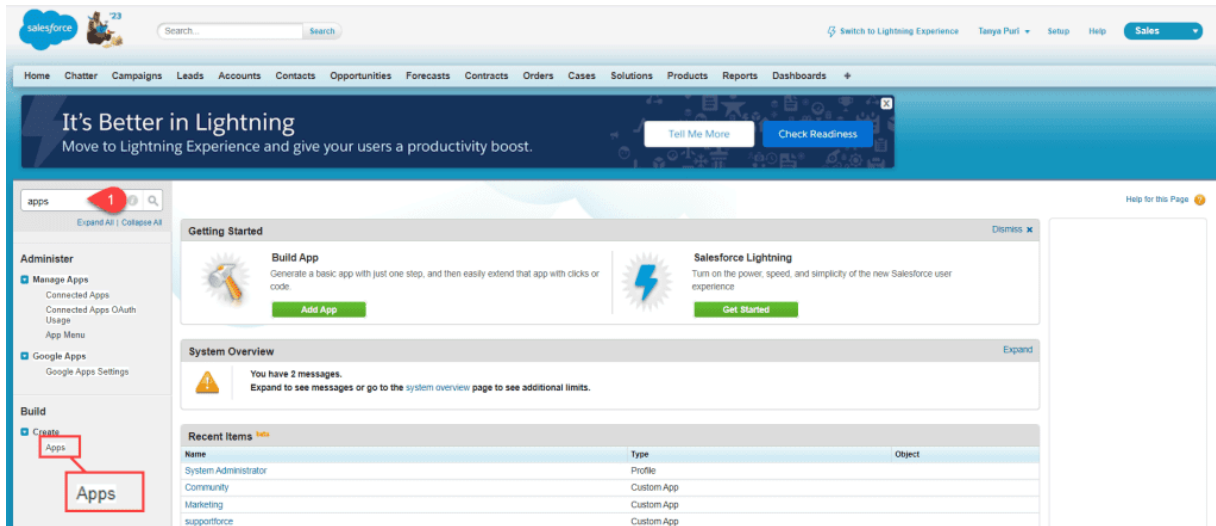 salesforce
'23
Search...
Search
Switch to Lightning Experience
Tanya Puri
Setup
Help
Sales
Home Chatter Campaigns Leads Accounts Contacts Opportunities Forecasts Contracts Orders Cases Solutions Products Reports Dashboards +
It's Better in Lightning
Move to Lightning Experience and give your users a productivity boost.
Tell Me More
Check Readiness
X
apps
1
Expand All | Collapse All
Help for this Page
Administer
Manage Apps
Connected Apps
Connected Apps OAuth
Usage
App Menu
Google Apps
Google Apps Settings
Build
Create
Apps
Apps
Getting Started
Dismiss x
Build App
Generate a basic app with just one step, and then easily extend that app with clicks or
code.
Add App
Salesforce Lightning
Turn on the power, speed, and simplicity of the new Salesforce user
experience
Get Started
System Overview
Expand
You have 2 messages.
Expand to see messages or go to the system overview page to see additional limits.
Recent Items beta
Name Type Object
System Administrator Profile
Community Custom App
Marketing Custom App
supportforce Custom App